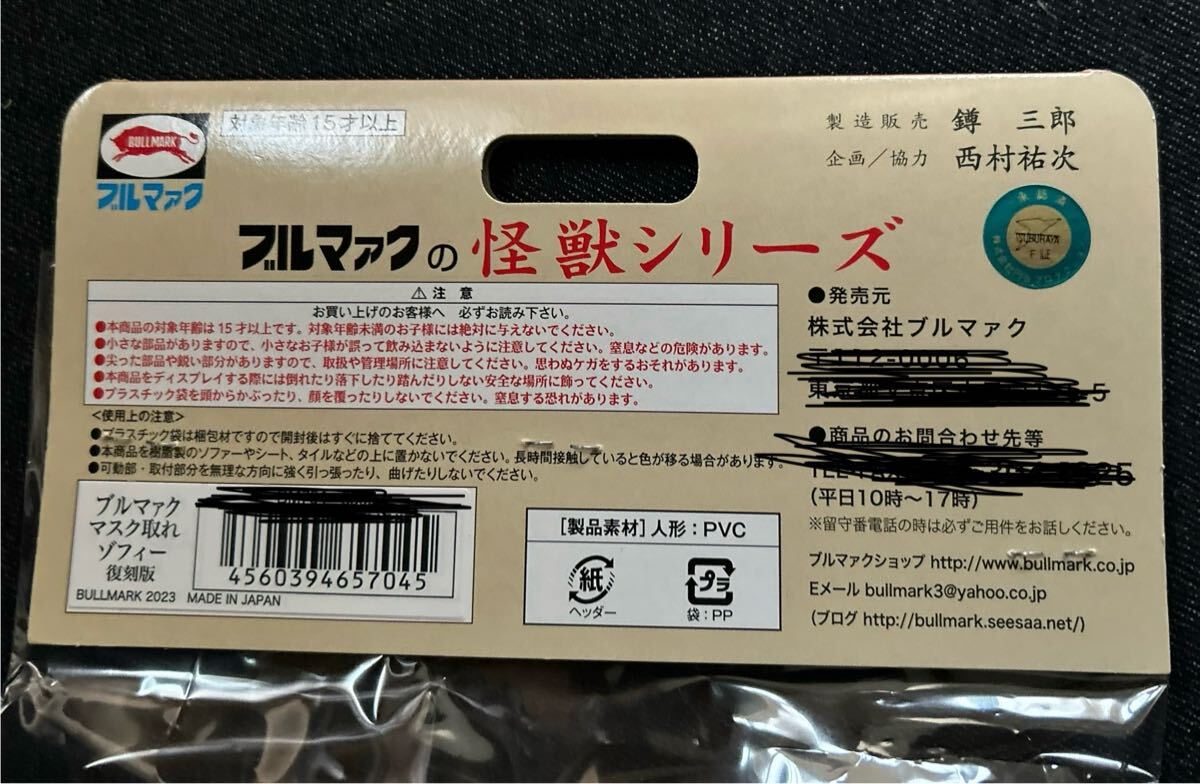 BULLMARK
ブルマァク
対象年齢15才以上
製造販売 鐏 三郎
企画／協力 西村祐次
ブルマァクの怪獣シリーズ
承認済
TSUBURAYA
⚠注 意
お買い上げのお客様へ 必ずお読み下さい。
●本商品の対象年齢は15才以上です。対象年齢未満のお子様には絶対に与えないでください。
●小さな部品がありますので、小さなお子様が誤って飲み込まないように注意してください。窒息などの危険があります。
●尖った部品や鋭い部分がありますので、取扱や管理場所に注意してください。思わぬケガをするおそれがあります。
●本商品をディスプレイする際には倒れたり落下したり踏んだりしない安全な場所に飾ってください。
●プラスチック袋を頭からかぶったり、顔を覆ったりしないでください。窒息する恐れがあります。
<使用上の注意>
●プラスチック袋は梱包材ですので開封後はすぐに捨ててください。
●本商品を樹脂製のソファーやシート、タイルなどの上に置かないでください。長時間接触していると色が移る場合があります。
●可動部・取付部分を無理な方向に強く引っ張ったり、曲げたりしないでください。
ブルマァク
マスク取れ
ゾフィー
復刻版
BULLMARK 2023 MADE IN JAPAN
4560394657045
［製品素材］人形：PVC
紙
ヘッダー
プラ
袋：PP
●発売元
株式会社ブルマァク
〒112-0006
●商品のお問合わせ先等
(平日10時〜17時)
※留守番電話の時は必ずご用件をお話しください。
ブルマァクショップ http://www.bullmark.co.jp
Eメール bullmark3@yahoo.co.jp
(ブログ http://bullmark.seesaa.net/)